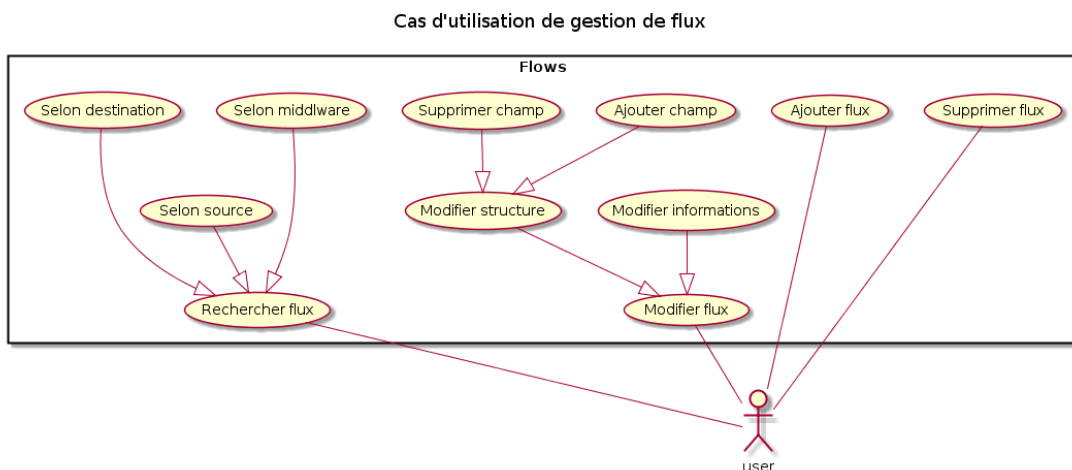 Cas d'utilisation de gestion de flux
Flows
Selon destination
Selon middlware
Supprimer champ
Ajouter champ
Ajouter flux
Supprimer flux
Selon source
Modifier structure
Modifier informations
Rechercher flux
Modifier flux
user